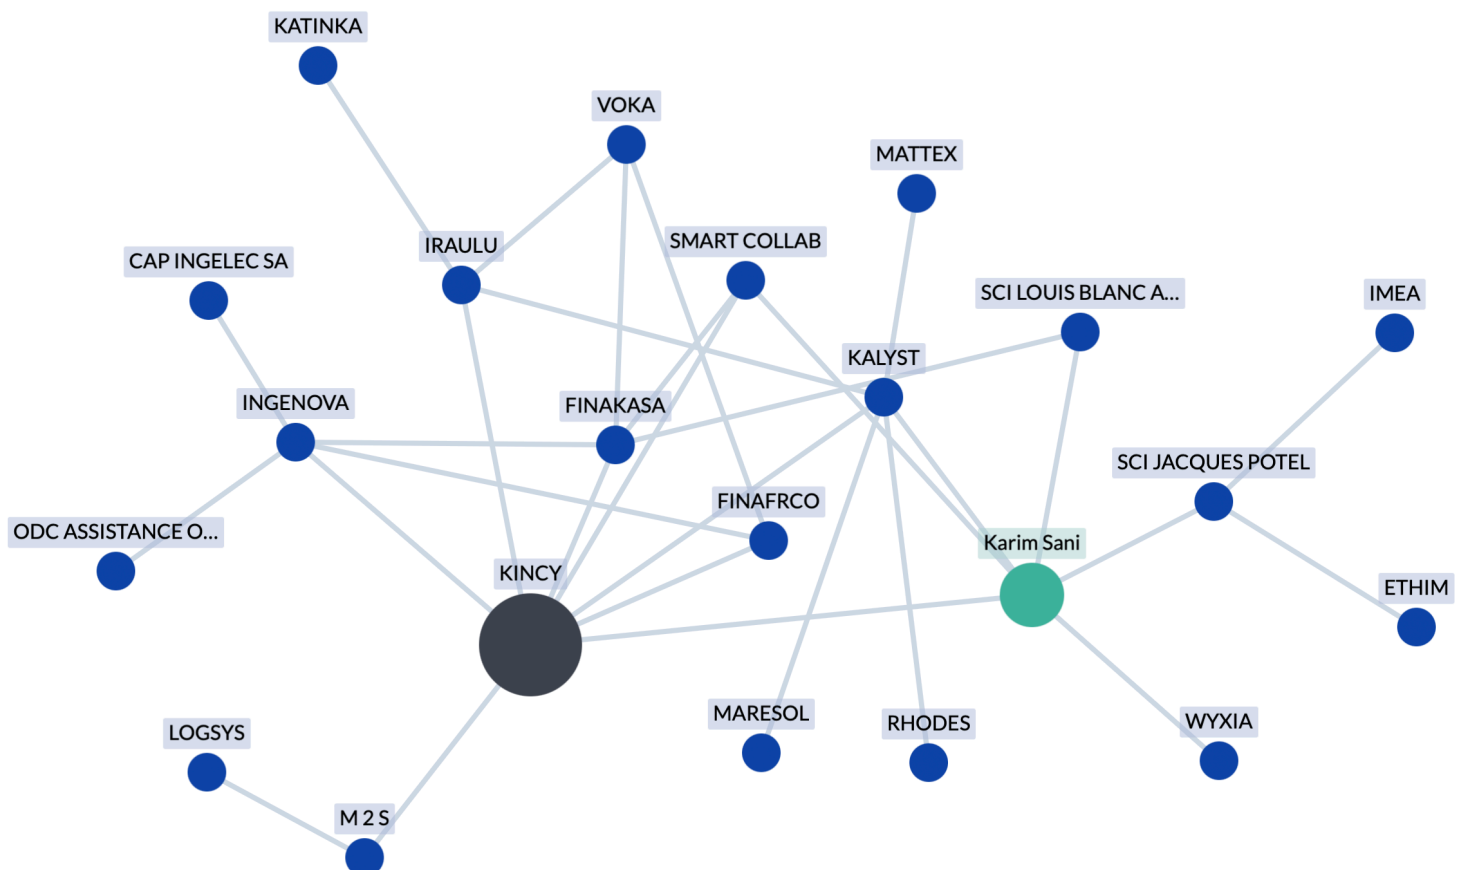 KATINKA
VOKA
MATTEX
IRAULU
SMART COLLAB
CAP INGELEC SA
SCI LOUIS BLANC A...
IMEA
KALYST
INGENOVA
FINAKASA
SCI JACQUES POTEL
FINAFRCO
ODC ASSISTANCE O...
Karim Sani
KINCY
ETHIM
MARESOL
RHODES
WYXIA
LOGSYS
M 2 S